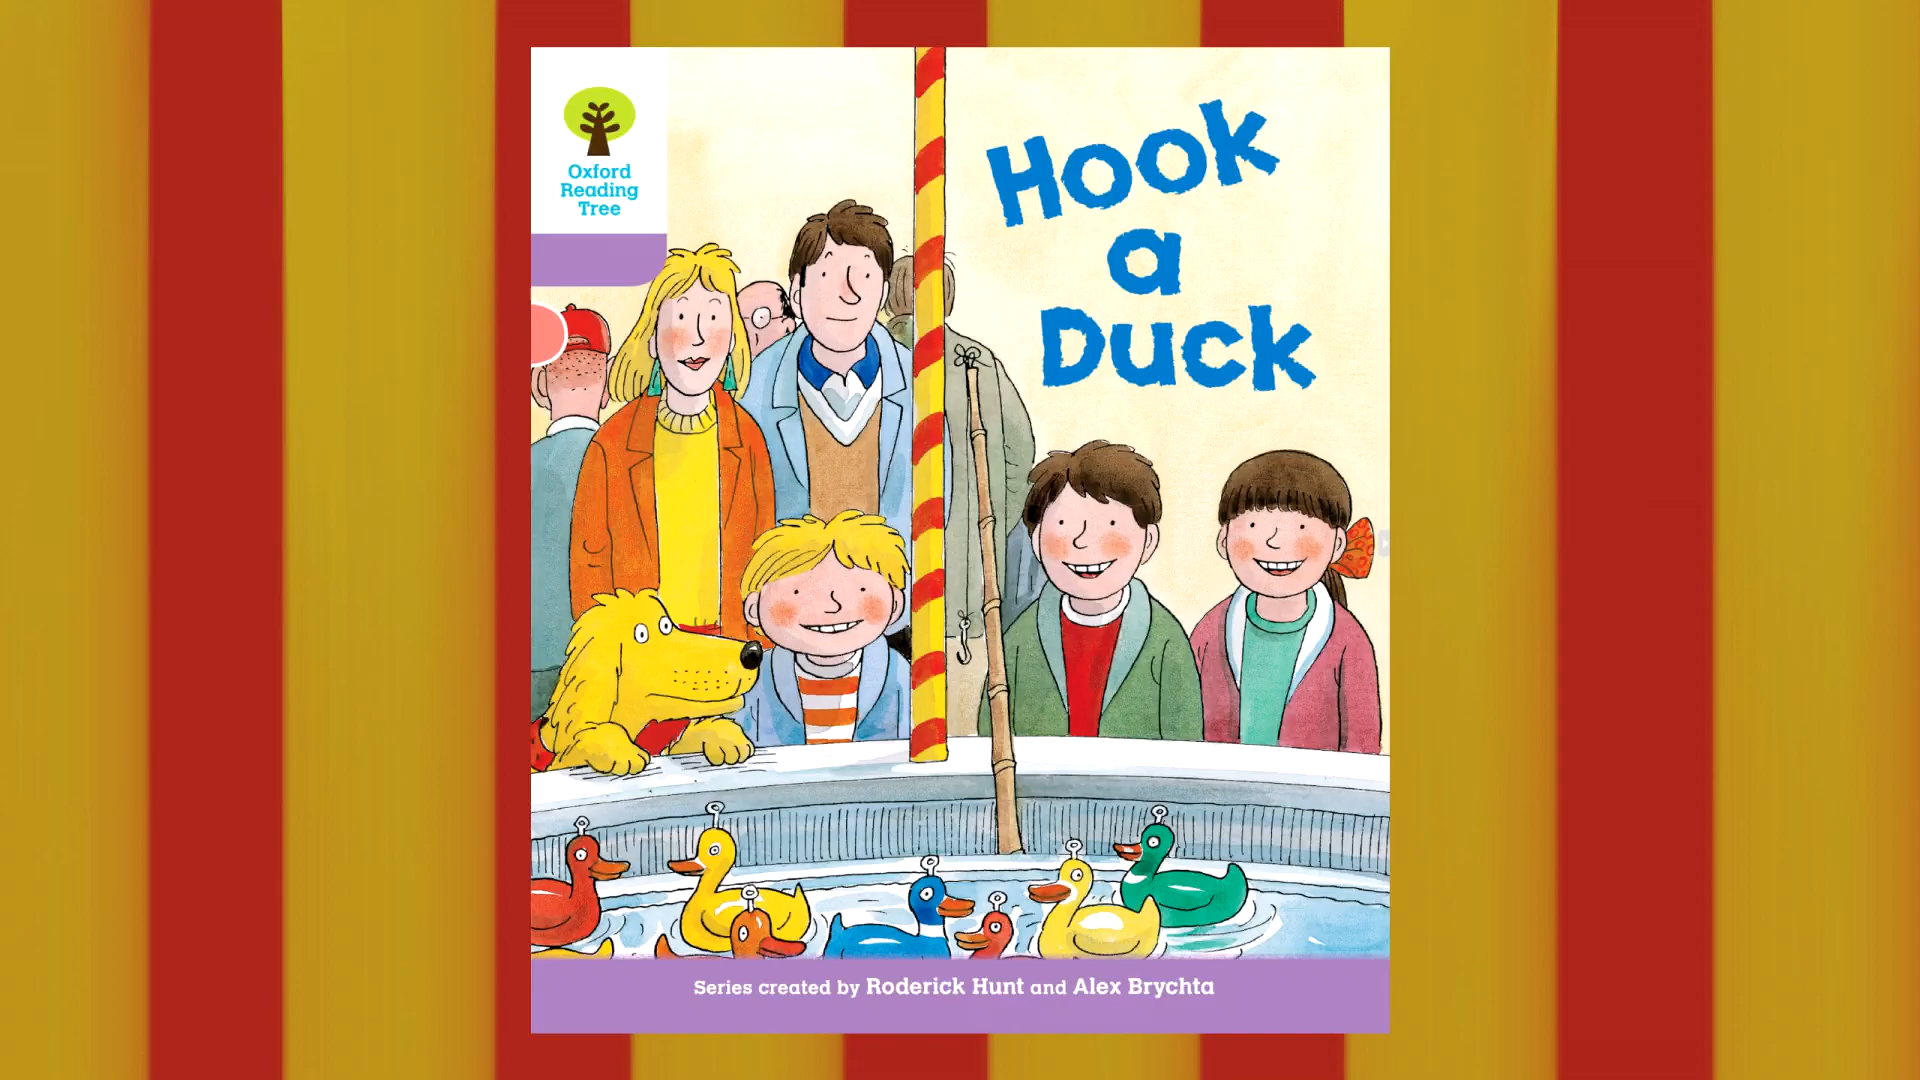 Oxford
Reading
Tree
Hook
a
Duck
Series created by Roderick Hunt and Alex Brychta